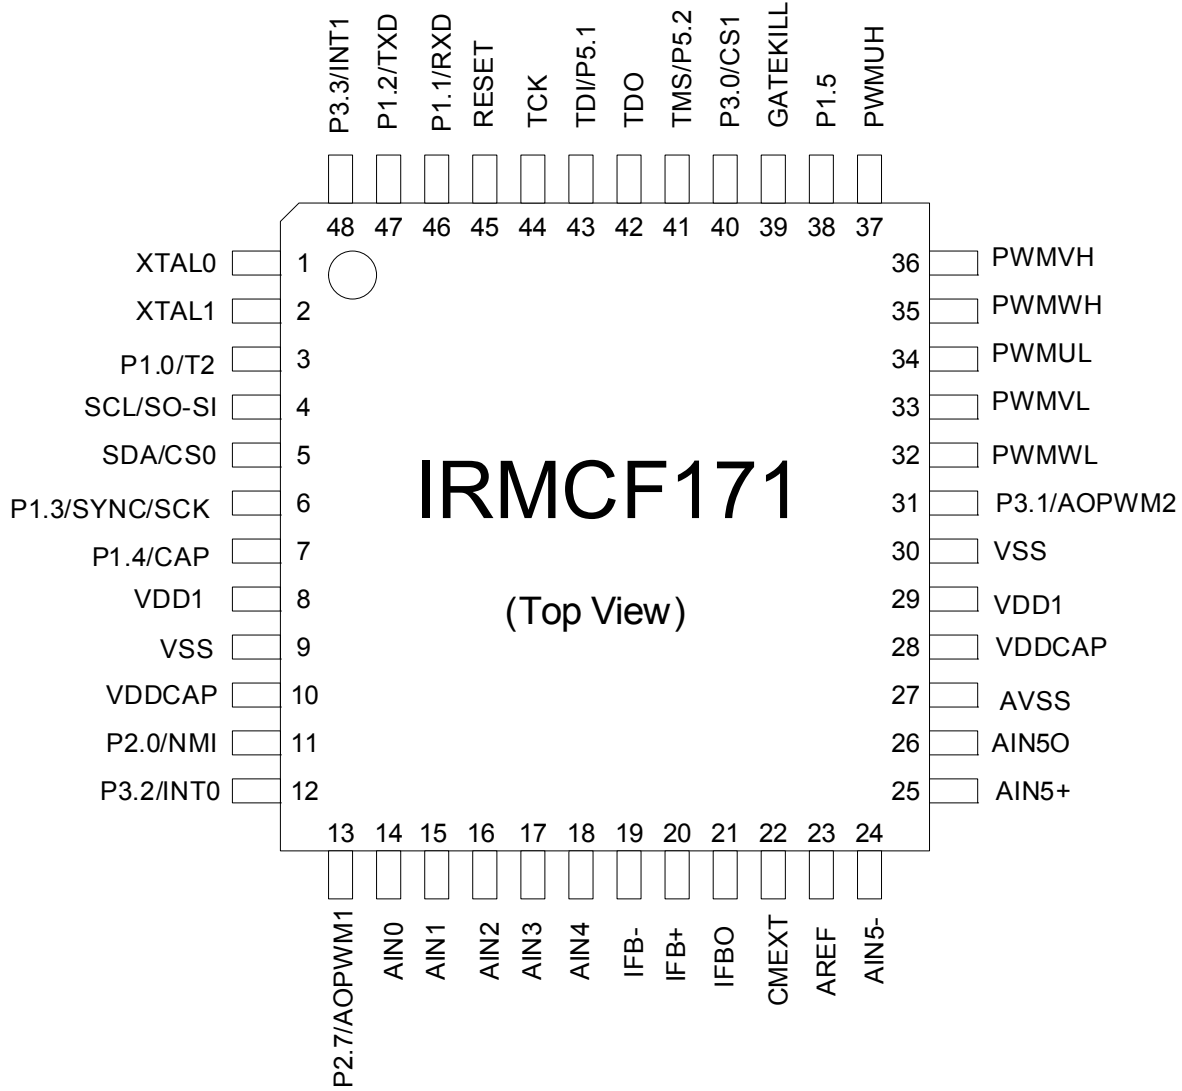 P3.3/INT1
P1.2/TXD
P1.1/RXD
RESET
TCK
TDI/P5.1
TDO
TMS/P5.2
P3.0/CS1
GATEKILL
P1.5
PWMUH
48 47 46 45 44 43 42 41 40 39 38 37
XTAL0 1
XTAL1 2
P1.0/T2 3
SCL/SO-SI 4
SDA/CS0 5
P1.3/SYNC/SCK 6
P1.4/CAP 7
VDD1 8
VSS 9
VDDCAP 10
P2.0/NMI 11
P3.2/INT0 12
IRMCF171
(Top View)
36 PWMVH
35 PWMWH
34 PWMUL
33 PWMVL
32 PWMWL
31 P3.1/AOPWM2
30 VSS
29 VDD1
28 VDDCAP
27 AVSS
26 AIN5O
25 AIN5+
13 14 15 16 17 18 19 20 21 22 23 24
P2.7/AOPWM1
AIN0
AIN1
AIN2
AIN3
AIN4
IFB-
IFB+
IFBO
CMEXT
AREF
AIN5-